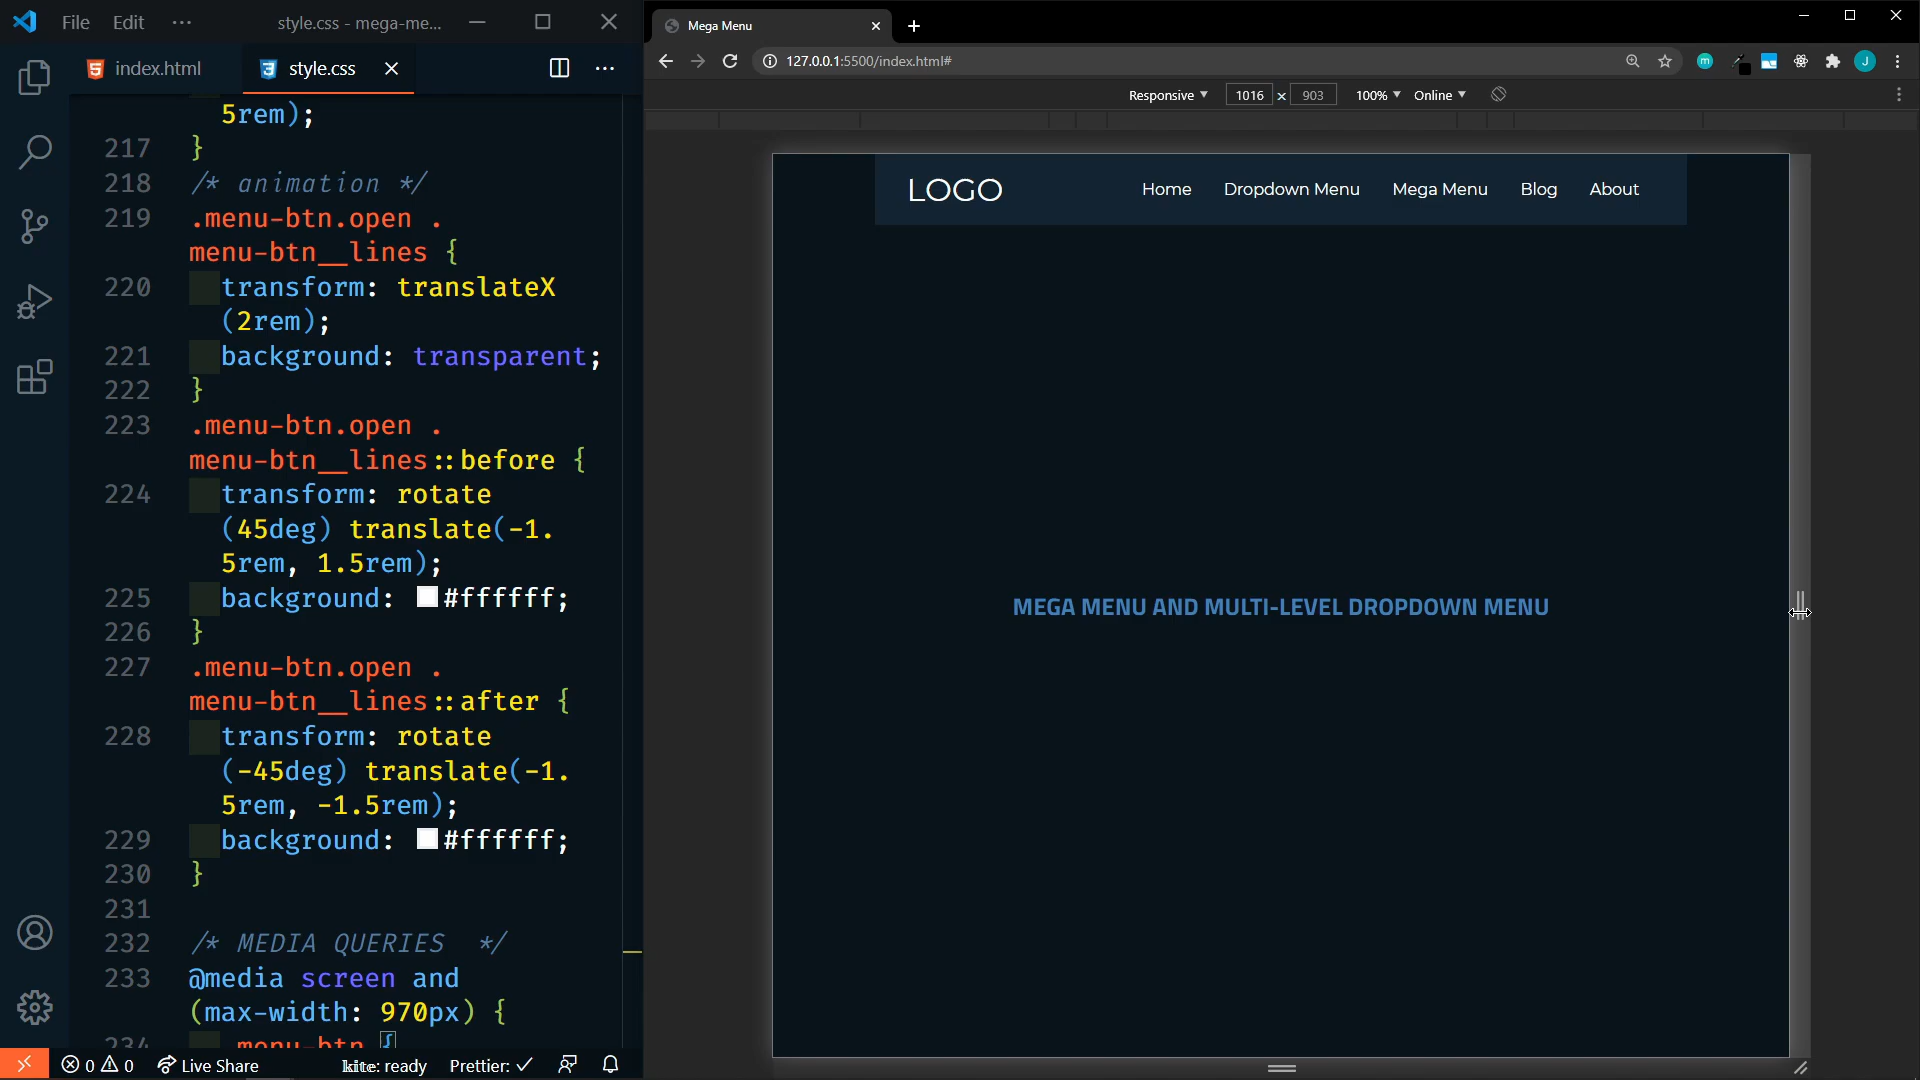 File Edit ··· style.css - mega-me...
index.html style.css
5rem);
217 }
218 /* animation */
219 .menu-btn.open .
menu-btn__lines {
220 transform: translateX
(2rem);
221 background: transparent;
222 }
223 .menu-btn.open .
menu-btn__lines::before {
224 transform: rotate
(45deg) translate(-1.
5rem, 1.5rem);
225 background: #ffffff;
226 }
227 .menu-btn.open .
menu-btn__lines::after {
228 transform: rotate
(-45deg) translate(-1.
5rem, -1.5rem);
229 background: #ffffff;
230 }
231
232 /* MEDIA QUERIES */
233 @media screen and
(max-width: 970px) {
234 .menu-btn {
0 0 Live Share kite: ready Prettier: ✓
Mega Menu
127.0.0.1:5500/index.html#
m J
Responsive 1016 x 903 100% Online
LOGO Home Dropdown Menu Mega Menu Blog About
MEGA MENU AND MULTI-LEVEL DROPDOWN MENU